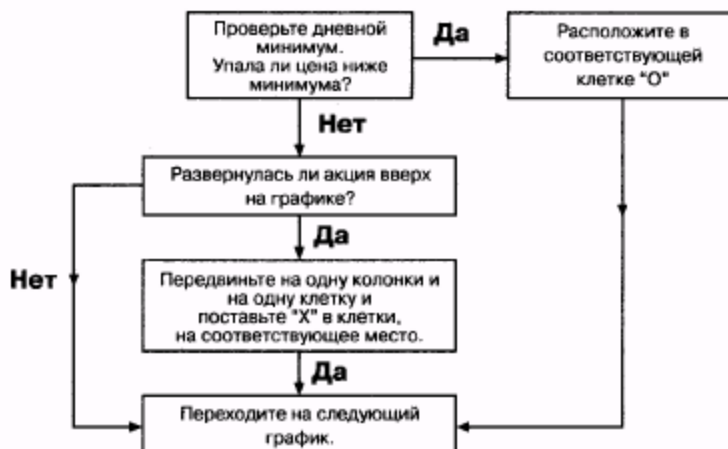 Проверьте дневной
минимум.
Упала ли цена ниже
минимума?
Да
Расположите в
соответствующей
клетке "О"
Нет
Развернулась ли акция вверх
на графике?
Да
Нет
Передвиньте на одну колонки и
на одну клетку и
поставьте "Х" в клетки,
на соответствующее место.
Да
Переходите на следующий
график.